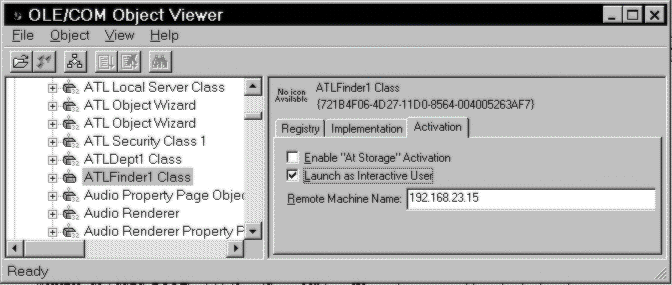 OLE/COM Object Viewer
File Object View Help
ATL Local Server Class
ATL Object Wizard
ATL Object Wizard
ATL Security Class 1
ATLDept1 Class
ATLFinder1 Class
Audio Property Page Objec
Audio Renderer
Audio Renderer Property P
No icon
Available
ATLFinder1 Class
{721B4F06-4D27-11D0-8564-004005263AF7}
Registry Implementation Activation
Enable "At Storage" Activation
Launch as Interactive User
Remote Machine Name: 192.168.23.15
Ready